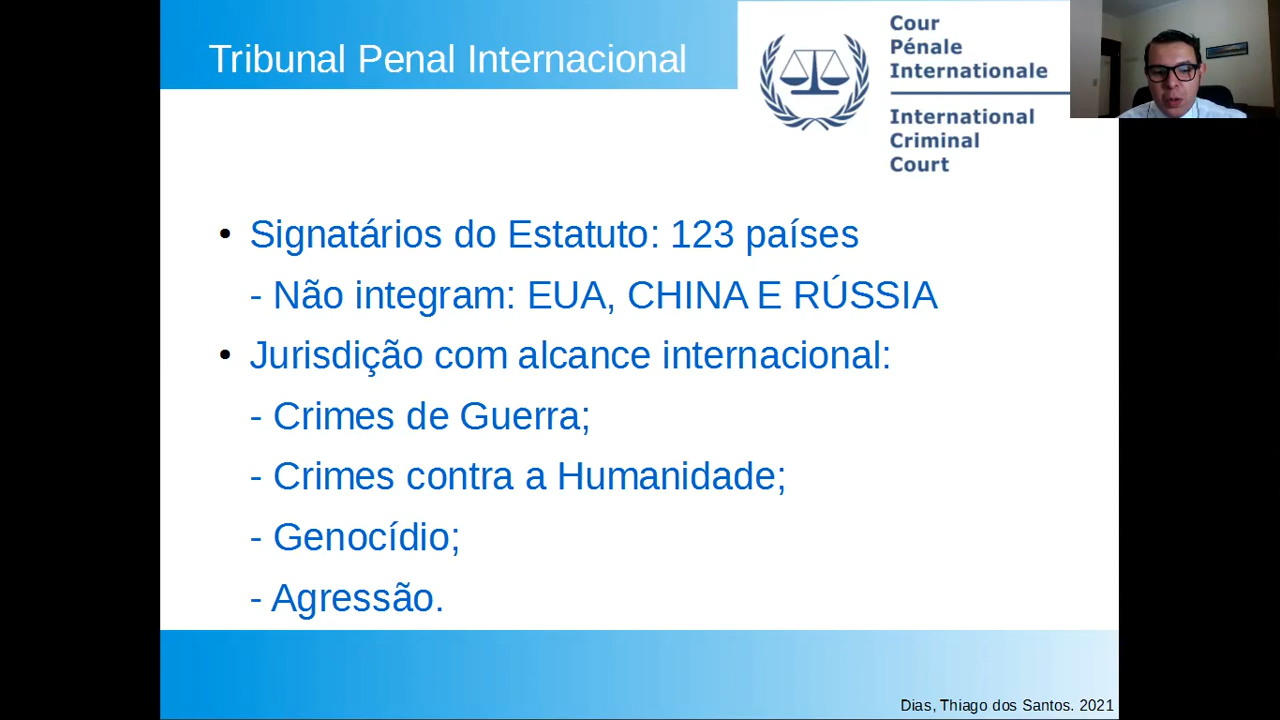 Tribunal Penal Internacional
Cour
Pénale
Internationale
International
Criminal
Court
• Signatários do Estatuto: 123 países
- Não integram: EUA, CHINA E RÚSSIA
• Jurisdição com alcance internacional:
- Crimes de Guerra;
- Crimes contra a Humanidade;
- Genocídio;
- Agressão.
Dias, Thiago dos Santos. 2021